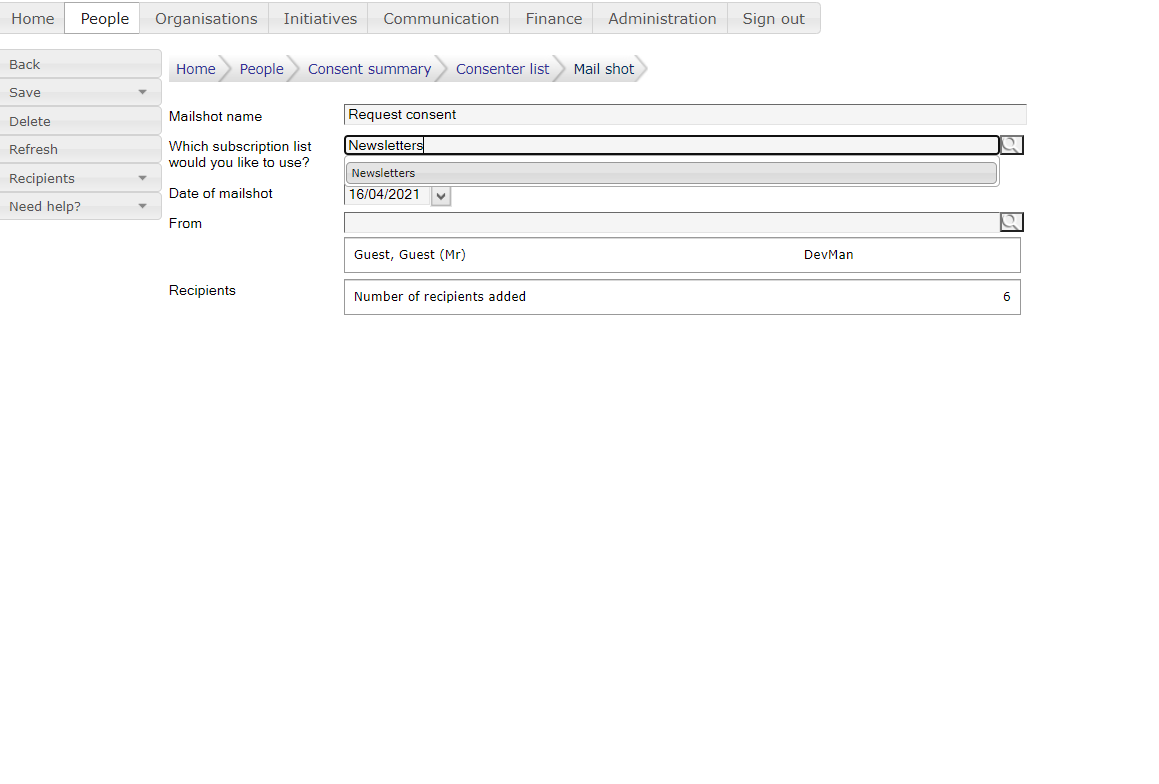 Home People Organisations Initiatives Communication Finance Administration Sign out
Back
Save
Delete
Refresh
Recipients
Need help?
Home People Consent summary Consenter list Mail shot
Mailshot name Request consent
Which subscription list
would you like to use?
Newsletters
Newsletters
Date of mailshot 16/04/2021
From
Guest, Guest (Mr) DevMan
Recipients
Number of recipients added 6